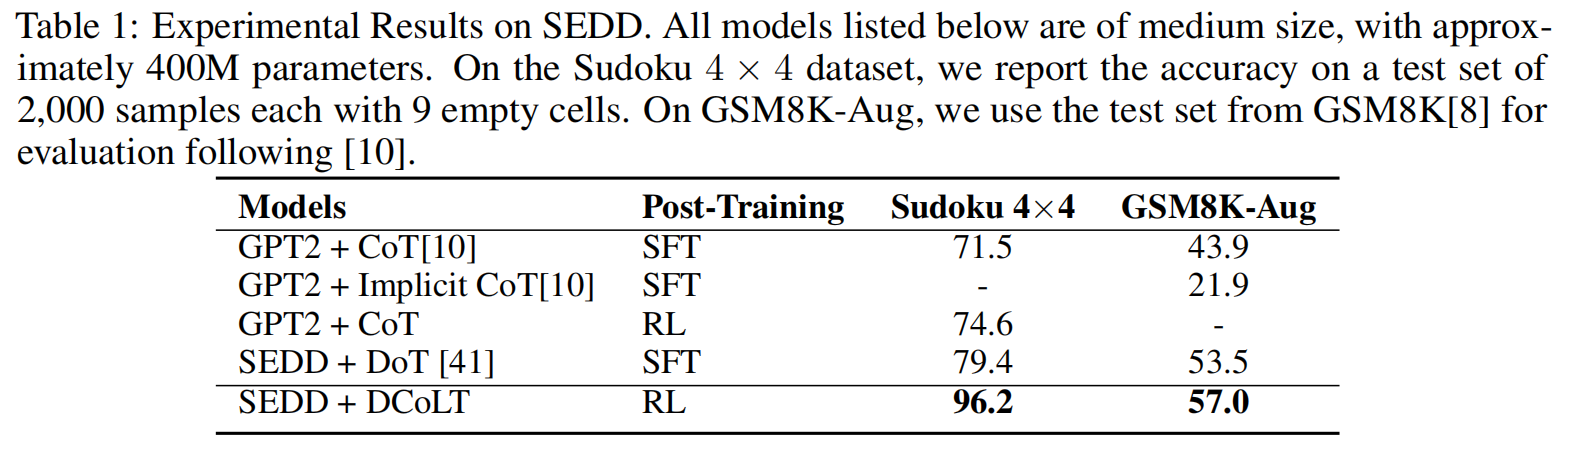 Table 1: Experimental Results on SEDD. All models listed below are of medium size, with approx-
imately 400M parameters. On the Sudoku 4 × 4 dataset, we report the accuracy on a test set of
2,000 samples each with 9 empty cells. On GSM8K-Aug, we use the test set from GSM8K[8] for
evaluation following [10].
Models Post-Training Sudoku 4×4 GSM8K-Aug
GPT2 + CoT[10] SFT 71.5 43.9
GPT2 + Implicit CoT[10] SFT - 21.9
GPT2 + CoT RL 74.6 -
SEDD + DoT [41] SFT 79.4 53.5
SEDD + DCoLT RL 96.2 57.0